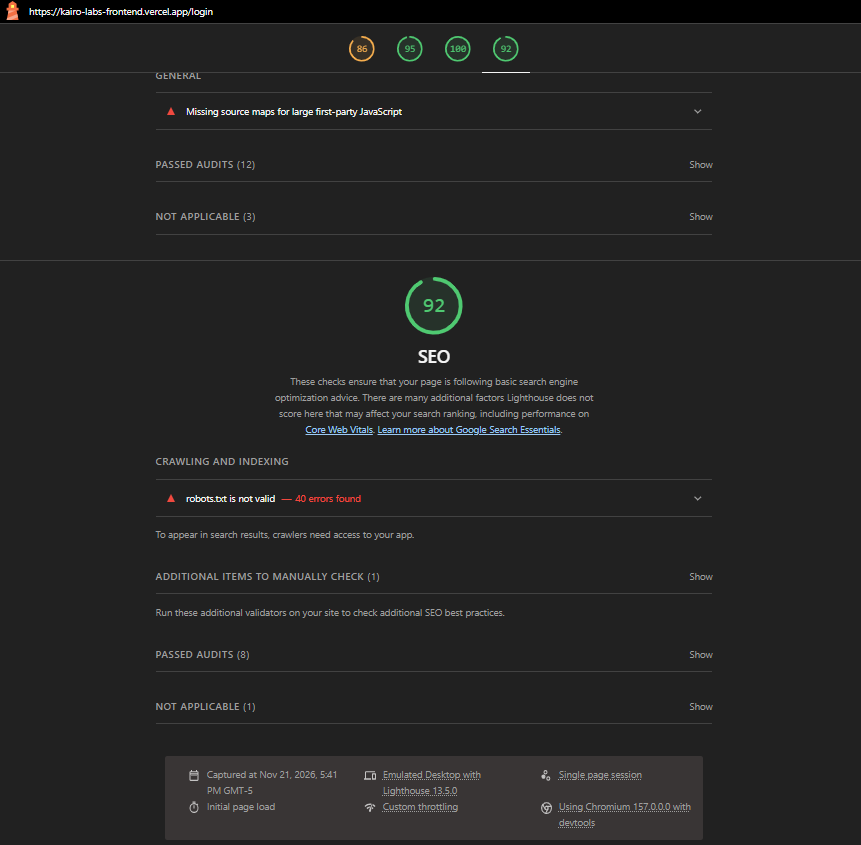 https://kairo-labs-frontend.vercel.app/login
86 95 100 92
GENERAL
Missing source maps for large first-party JavaScript
PASSED AUDITS (12) Show
NOT APPLICABLE (3) Show
92
SEO
These checks ensure that your page is following basic search engine
optimization advice. There are many additional factors Lighthouse does not
score here that may affect your search ranking, including performance on
Core Web Vitals. Learn more about Google Search Essentials.
CRAWLING AND INDEXING
robots.txt is not valid — 40 errors found
To appear in search results, crawlers need access to your app.
ADDITIONAL ITEMS TO MANUALLY CHECK (1) Show
Run these additional validators on your site to check additional SEO best practices.
PASSED AUDITS (8) Show
NOT APPLICABLE (1) Show
Captured at Nov 21, 2026, 5:41
PM GMT-5
Initial page load
Emulated Desktop with
Lighthouse 13.5.0
Custom throttling
Single page session
Using Chromium 157.0.0.0 with
devtools